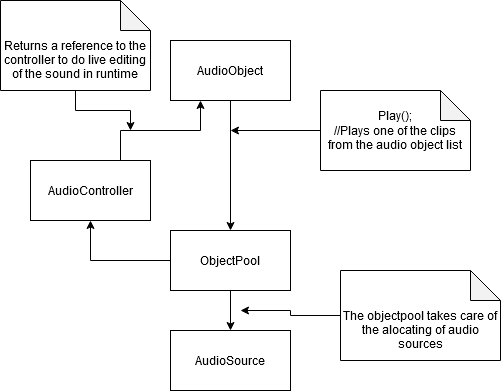 Returns a reference to the
controller to do live editing
of the sound in runtime
AudioObject
Play();
//Plays one of the clips
from the audio object list
AudioController
ObjectPool
The objectpool takes care of
the alocating of audio
sources
AudioSource